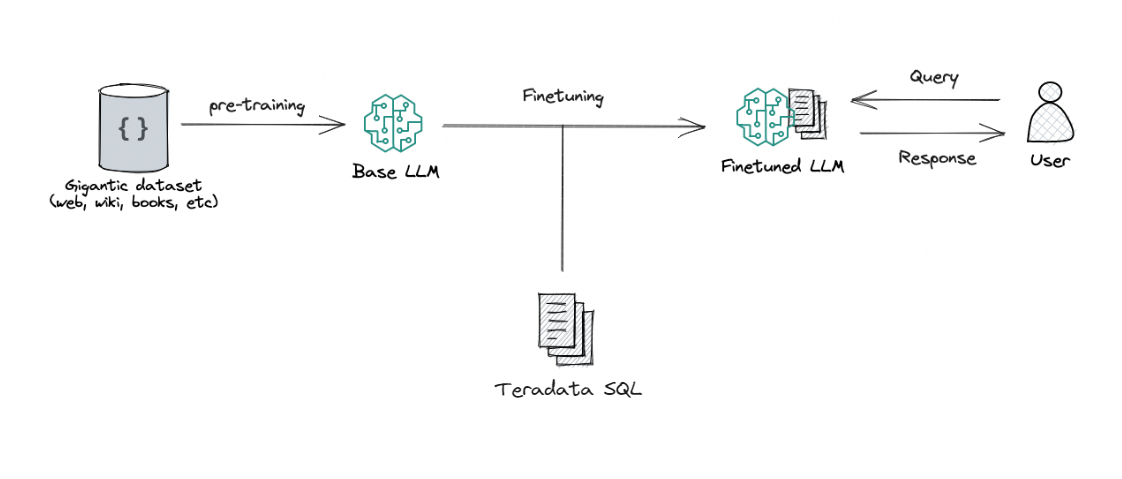 {}
pre-training
Finetuning
Query
Gigantic dataset
(web, wiki, books, etc)
Base LLM
Finetuned LLM
Response
User
Teradata SQL